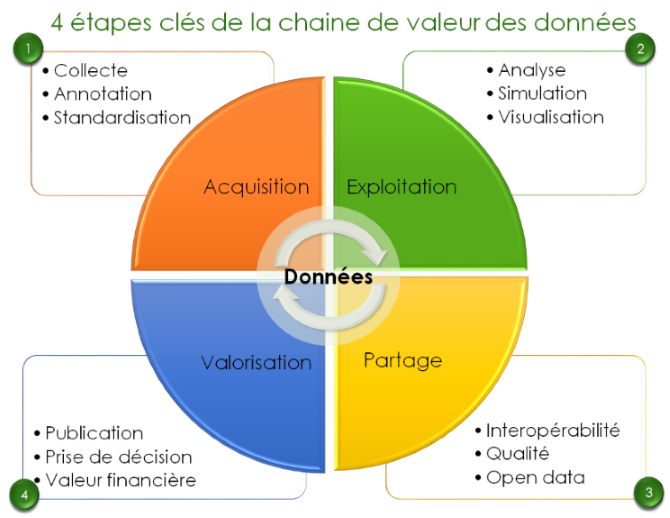 4 étapes clés de la chaine de valeur des données
1
• Collecte
• Annotation
• Standardisation
2
• Analyse
• Simulation
• Visualisation
Acquisition
Exploitation
Données
Valorisation
Partage
• Publication
• Prise de décision
• Valeur financière
4
• Interopérabilité
• Qualité
• Open data
3